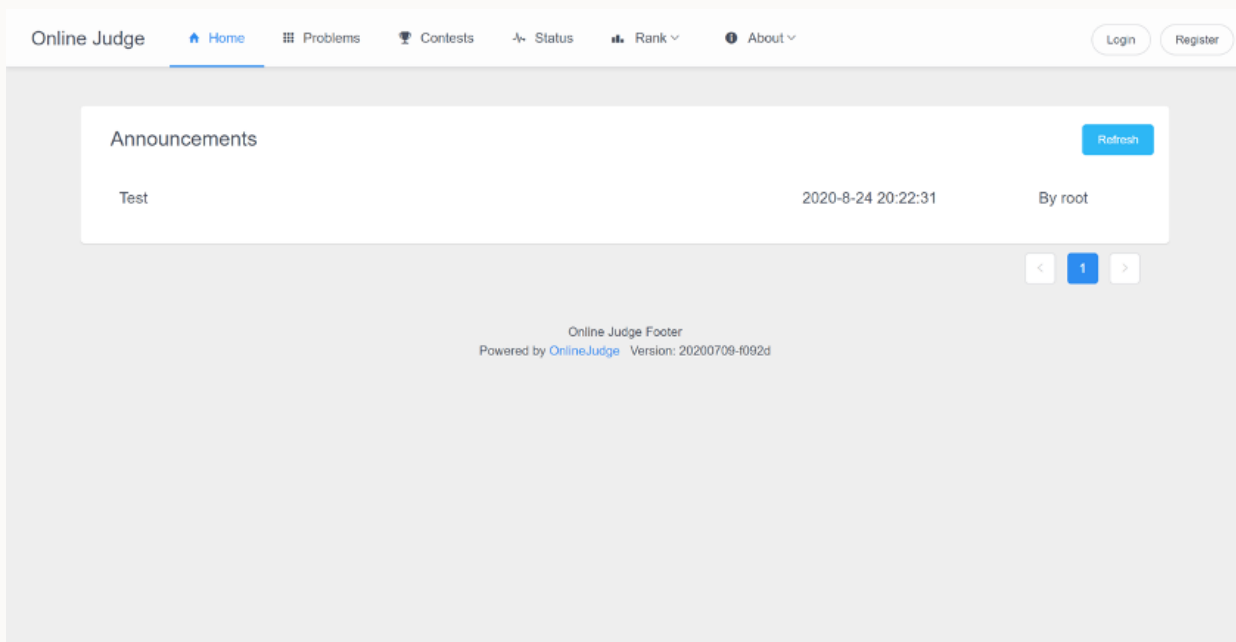 Online Judge Home Problems Contests Status Rank About Login Register
Announcements Refresh
Test 2020-8-24 20:22:31 By root
< 1 >
Online Judge Footer
Powered by OnlineJudge Version: 20200709-f092d